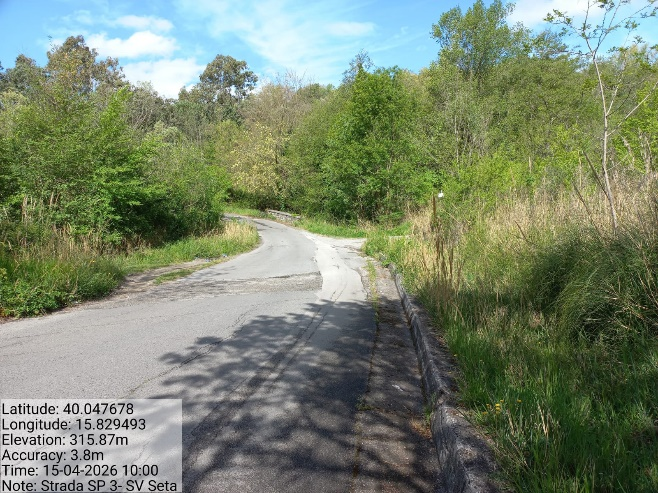 Latitude: 40.047678
Longitude: 15.829493
Elevation: 315.87m
Accuracy: 3.8m
Time: 15-04-2026 10:00
Note: Strada SP 3- SV Seta